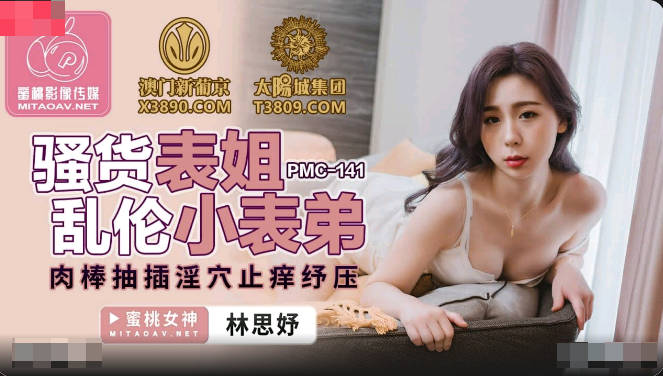 蜜桃影像传媒
MITAOAV.NET
澳门新葡京
X3890.COM
太陽城集团
T3809.COM
骚货表姐
PMC-141
乱伦小表弟
肉棒抽插淫穴止痒纾压
蜜桃女神
MITAOAV.NET
林思妤